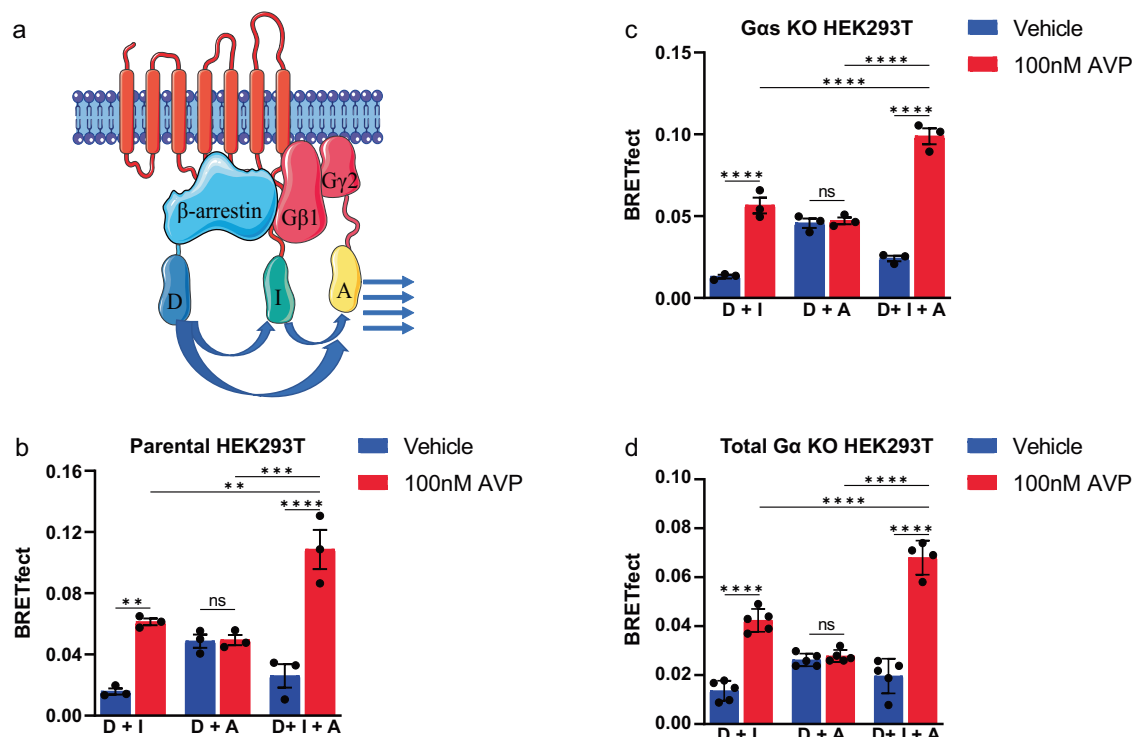 a
β-arrestin
Gβ1
Gγ2
D
I
A
b
Parental HEK293T
Vehicle
100nM AVP
BRETfect
0.16
0.12
0.08
0.04
0.00
**
ns
****
**
***
D + I
D + A
D+ I + A
c
Gαs KO HEK293T
Vehicle
100nM AVP
BRETfect
0.15
0.10
0.05
0.00
****
ns
****
****
****
D + I
D + A
D+ I + A
d
Total Gα KO HEK293T
Vehicle
100nM AVP
BRETfect
0.10
0.08
0.06
0.04
0.02
0.00
****
ns
****
****
****
D + I
D + A
D+ I + A